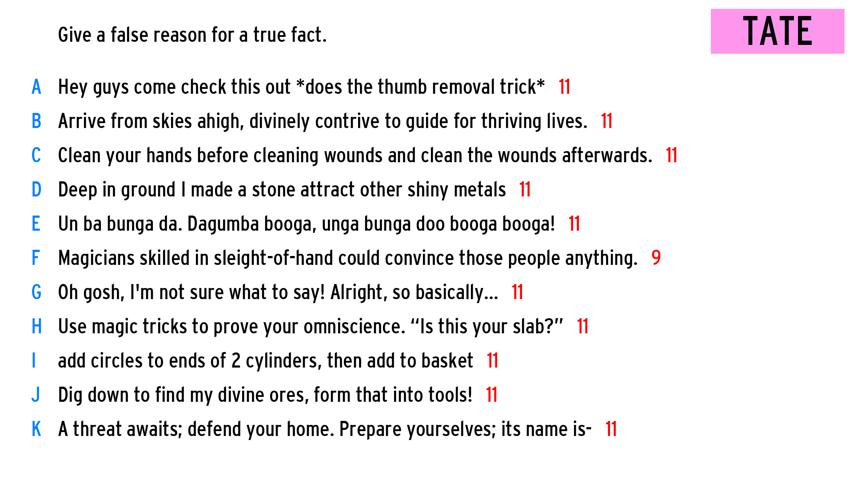 Give a false reason for a true fact.
TATE
A Hey guys come check this out *does the thumb removal trick* 11
B Arrive from skies ahigh, divinely contrive to guide for thriving lives. 11
C Clean your hands before cleaning wounds and clean the wounds afterwards. 11
D Deep in ground I made a stone attract other shiny metals 11
E Un ba bunga da. Dagumba booga, unga bunga doo booga booga! 11
F Magicians skilled in sleight-of-hand could convince those people anything. 9
G Oh gosh, I'm not sure what to say! Alright, so basically... 11
H Use magic tricks to prove your omniscience. “Is this your slab?” 11
I add circles to ends of 2 cylinders, then add to basket 11
J Dig down to find my divine ores, form that into tools! 11
K A threat awaits; defend your home. Prepare yourselves; its name is- 11